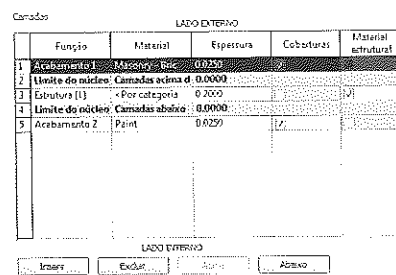 Camadas
LADO EXTERNO
Função Material Espessura Coberturas Material estrutural
1 Acabamento 1 Masonry - Bric 0.0250
2 Limite do núcleo Camadas acima d 0.0000
3 Estrutura [1] <Por categoria 0.2000
4 Limite do núcleo Camadas abaixo 0.0000
5 Acabamento 2 Paint 0.0250
LADO INTERNO
Inserir Excluir Acima Abaixo